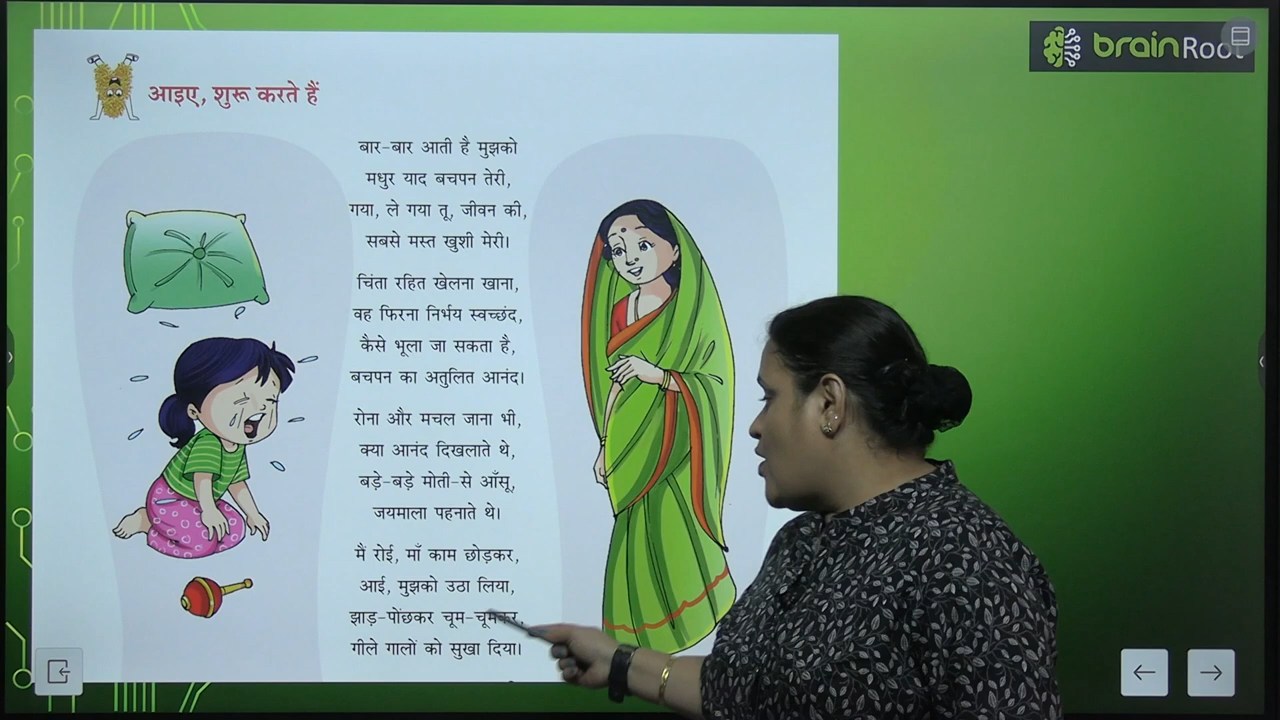 आइए, शुरू करते हैं
brainRoot
बार-बार आती है मुझको
मधुर याद बचपन तेरी,
गया, ले गया तू, जीवन की,
सबसे मस्त खुशी मेरी।
चिंता रहित खेलना खाना,
वह फिरना निर्भय स्वच्छंद,
कैसे भूला जा सकता है,
बचपन का अतुलित आनंद।
रोना और मचल जाना भी,
क्या आनंद दिखलाते थे,
बड़े-बड़े मोती-से आँसू,
जयमाला पहनाते थे।
मैं रोई, माँ काम छोड़कर,
आई, मुझको उठा लिया,
झाड़-पोंछकर चूम-चूमकर,
गीले गालों को सुखा दिया।